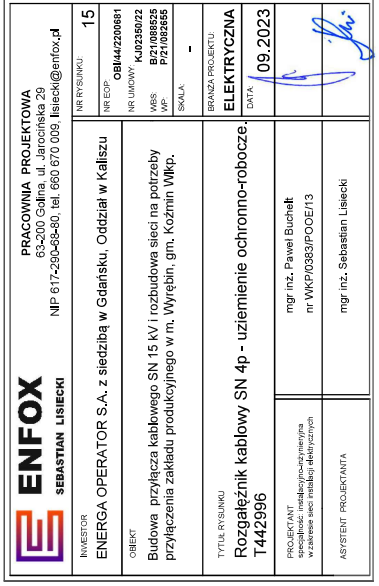 ENFOX
SEBASTIAN LISIECKI
PRACOWNIA PROJEKTOWA
63-200 Golina, ul. Jarocińska 29
NIP 617-290-68-80, tel. 660 670 009, lisiecki@enfox.pl
INWESTOR
ENERGA OPERATOR S.A. z siedzibą w Gdańsku, Oddział w Kaliszu
NR RYSUNKU:
15
NR EOP:
OBI/44/2200681
OBIEKT
Budowa przyłącza kablowego SN 15 kV i rozbudowa sieci na potrzeby
przyłączenia zakładu produkcyjnego w m. Wyrębin, gm. Koźmin Wlkp.
NR UMOWY:
KJ02350/22
WBS: B/21/088525
WP: P/21/082655
SKALA:
-
TYTUŁ RYSUNKU
Rozgałęźnik kablowy SN 4p - uziemienie ochronno-robocze.
T442996
BRANŻA PROJEKTU:
ELEKTRYCZNA
DATA:
09.2023
PROJEKTANT
specjalność: instalacyjno-inżynieryjna
w zakresie sieci instalacji elektrycznych
mgr inż. Paweł Buchelt
nr WKP/0383/POOE/13
ASYSTENT PROJEKTANTA
mgr inż. Sebastian Lisiecki